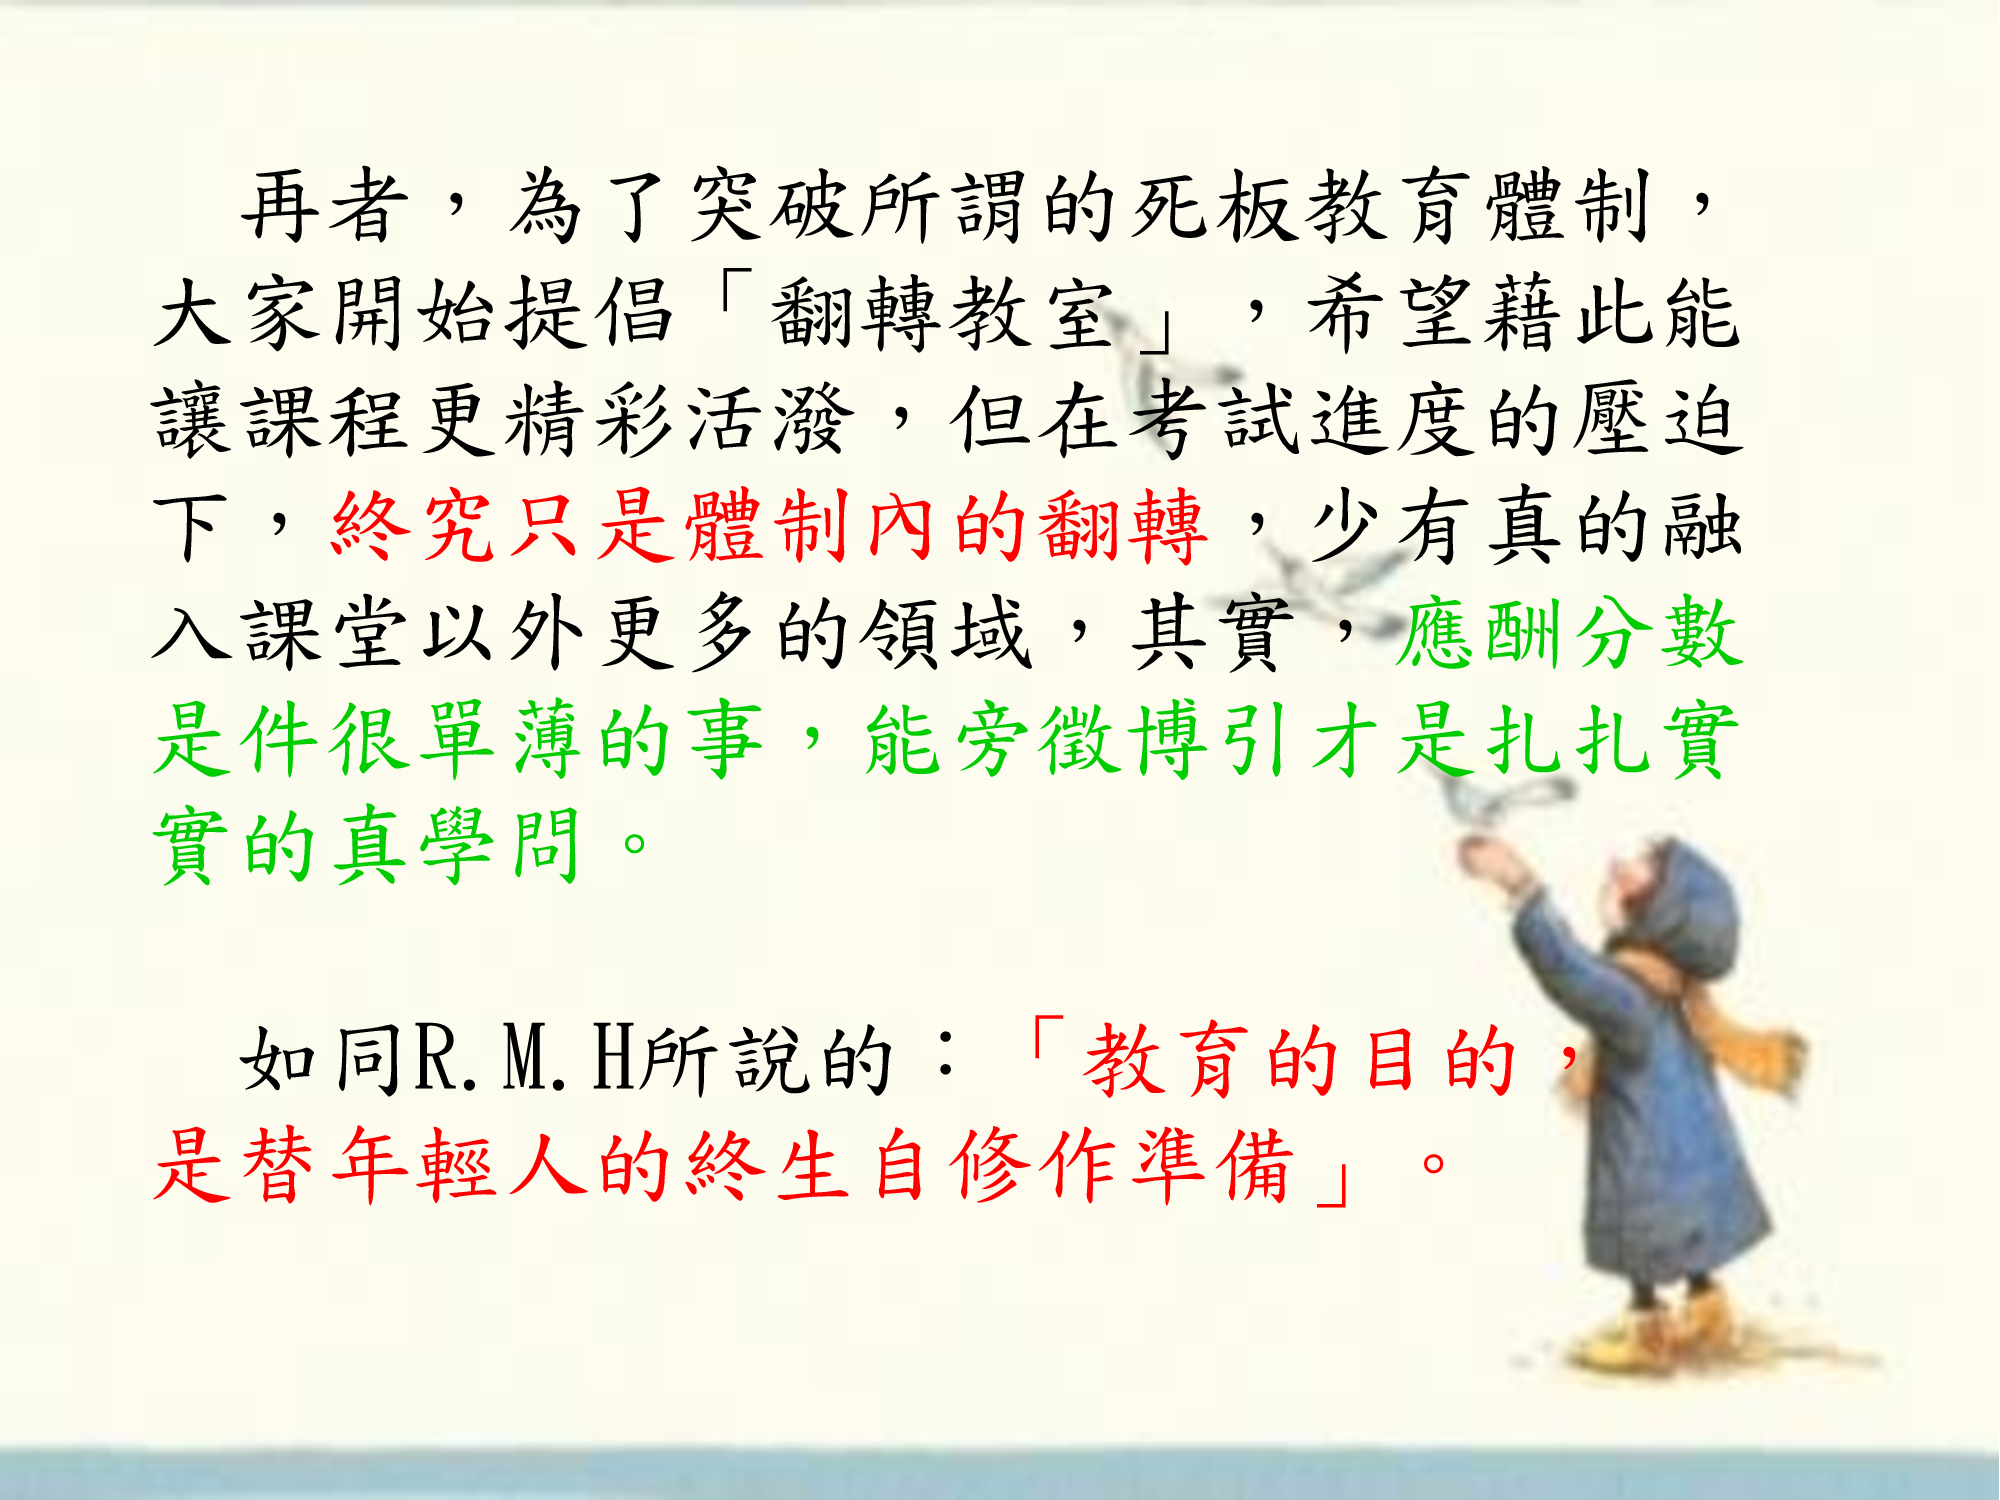 再者，為了突破所謂的死板教育體制，
大家開始提倡「翻轉教室」，希望藉此能
讓課程更精彩活潑，但在考試進度的壓迫
下，終究只是體制內的翻轉，少有真的融
入課堂以外更多的領域，其實，應酬分數
是件很單薄的事，能旁徵博引才是扎扎實
實的真學問。
如同R.M.H所說的：「教育的目的，
是替年輕人的終生自修作準備」。